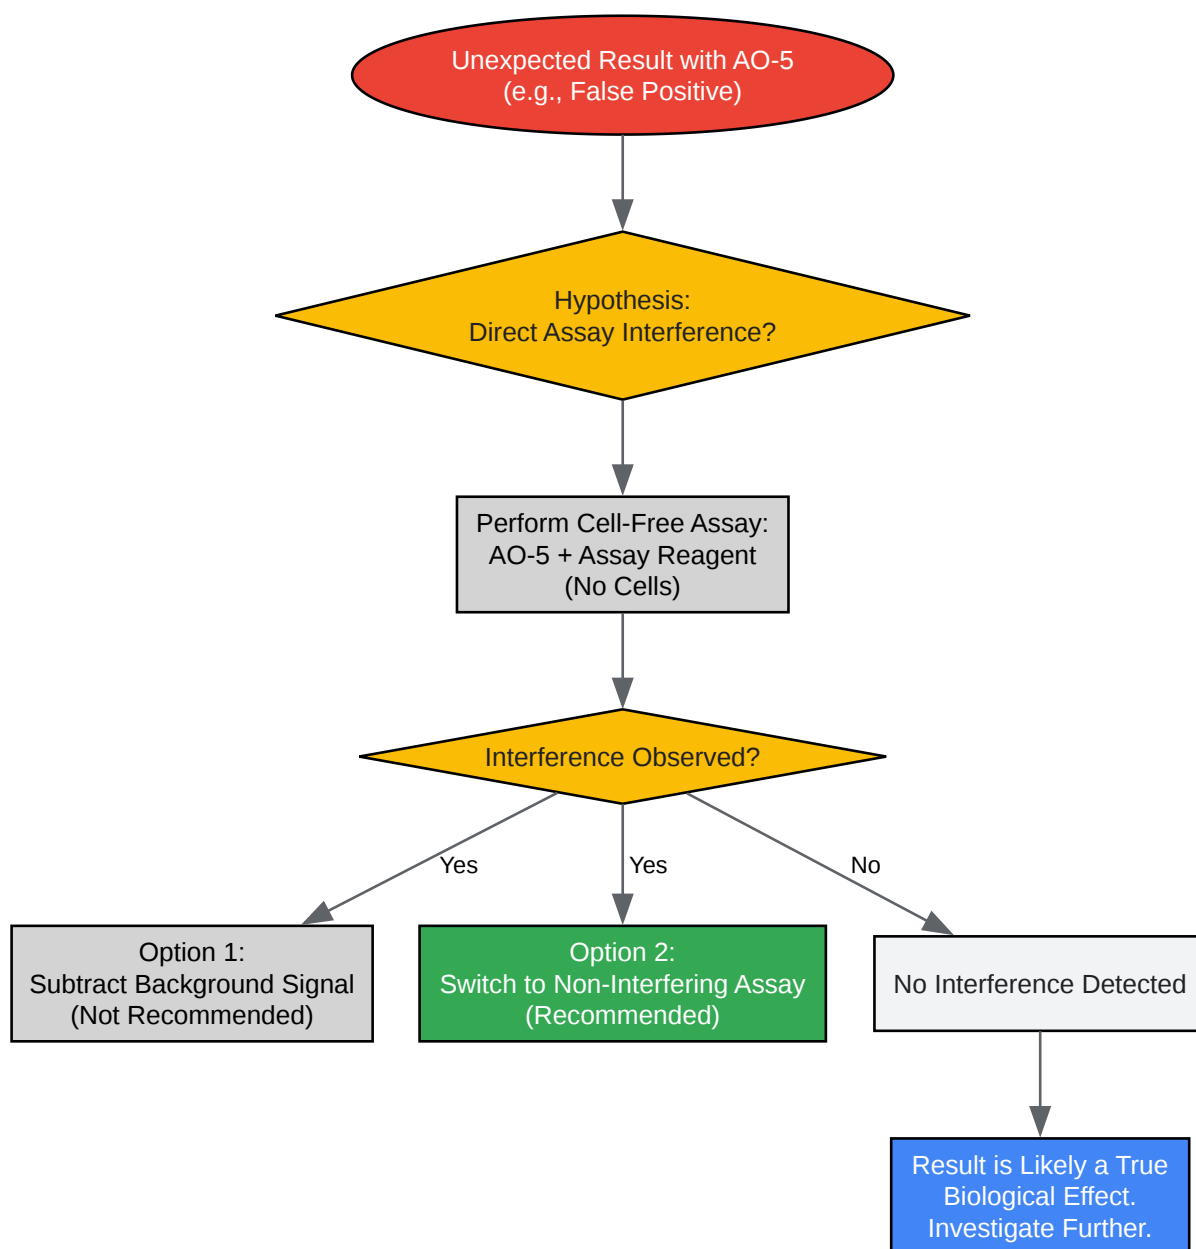 Unexpected Result with AO-5
(e.g., False Positive)
Hypothesis:
Direct Assay Interference?
Perform Cell-Free Assay:
AO-5 + Assay Reagent
(No Cells)
Interference Observed?
Yes
Yes
No
Option 1:
Subtract Background Signal
(Not Recommended)
Option 2:
Switch to Non-Interfering Assay
(Recommended)
No Interference Detected
Result is Likely a True
Biological Effect.
Investigate Further.